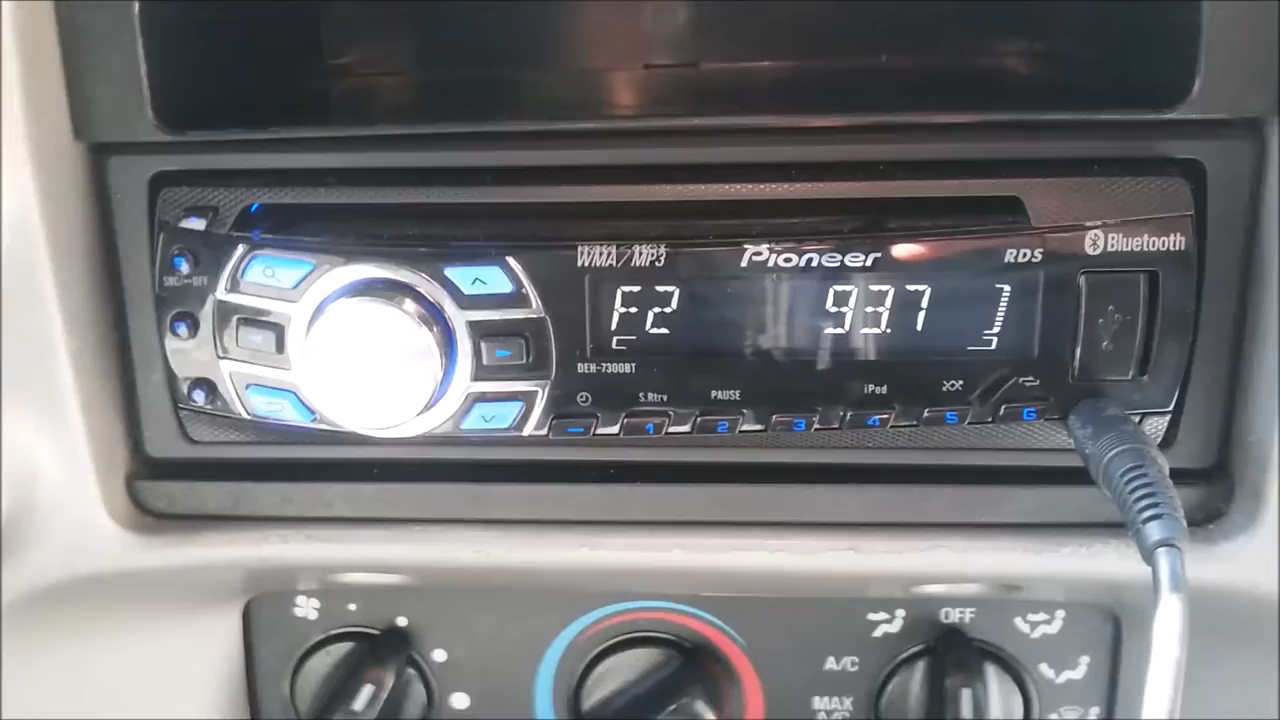 WMA/MP3
Pioneer
RDS
Bluetooth
SRC/OFF
F2 93.7
DEH-7300BT
S.Rtrv
PAUSE
iPod
1 2 3 4 5 6
OFF
A/C
MAX
A/C